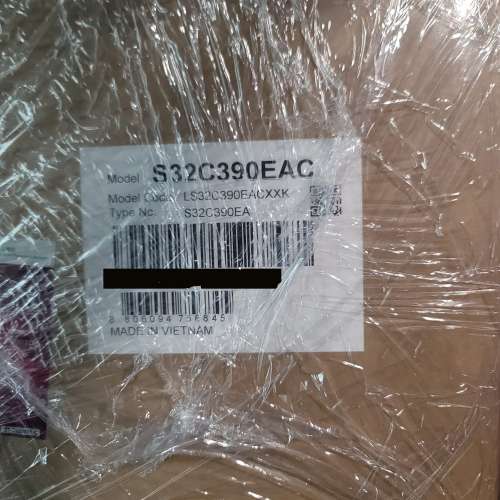 Model S32C390EAC
Model Code LS32C390EACXXK
Type No. S32C390EA
MADE IN VIETNAM